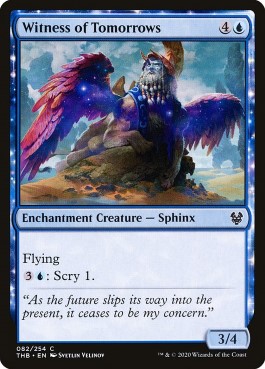 Witness of Tomorrows 4
Enchantment Creature — Sphinx
Flying
3 : Scry 1.
“As the future slips its way into the
present, it ceases to be my concern.”
3/4
082/254 C
THB • EN Svetlin Velinov
™ & © 2020 Wizards of the Coast